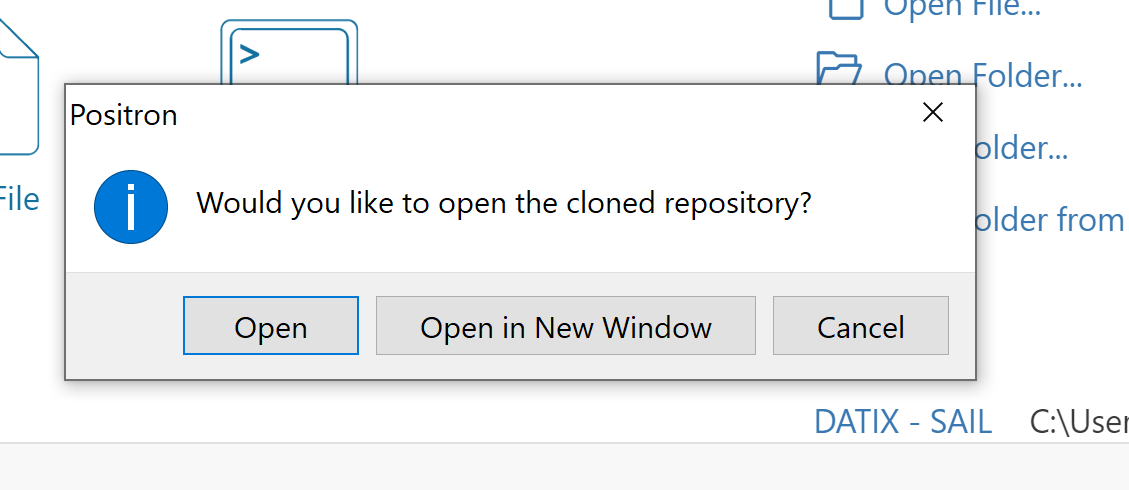 Open File...
>
Open Folder...
Positron
older...
File
Would you like to open the cloned repository?
older from
Open
Open in New Window
Cancel
DATIX - SAIL C:\User